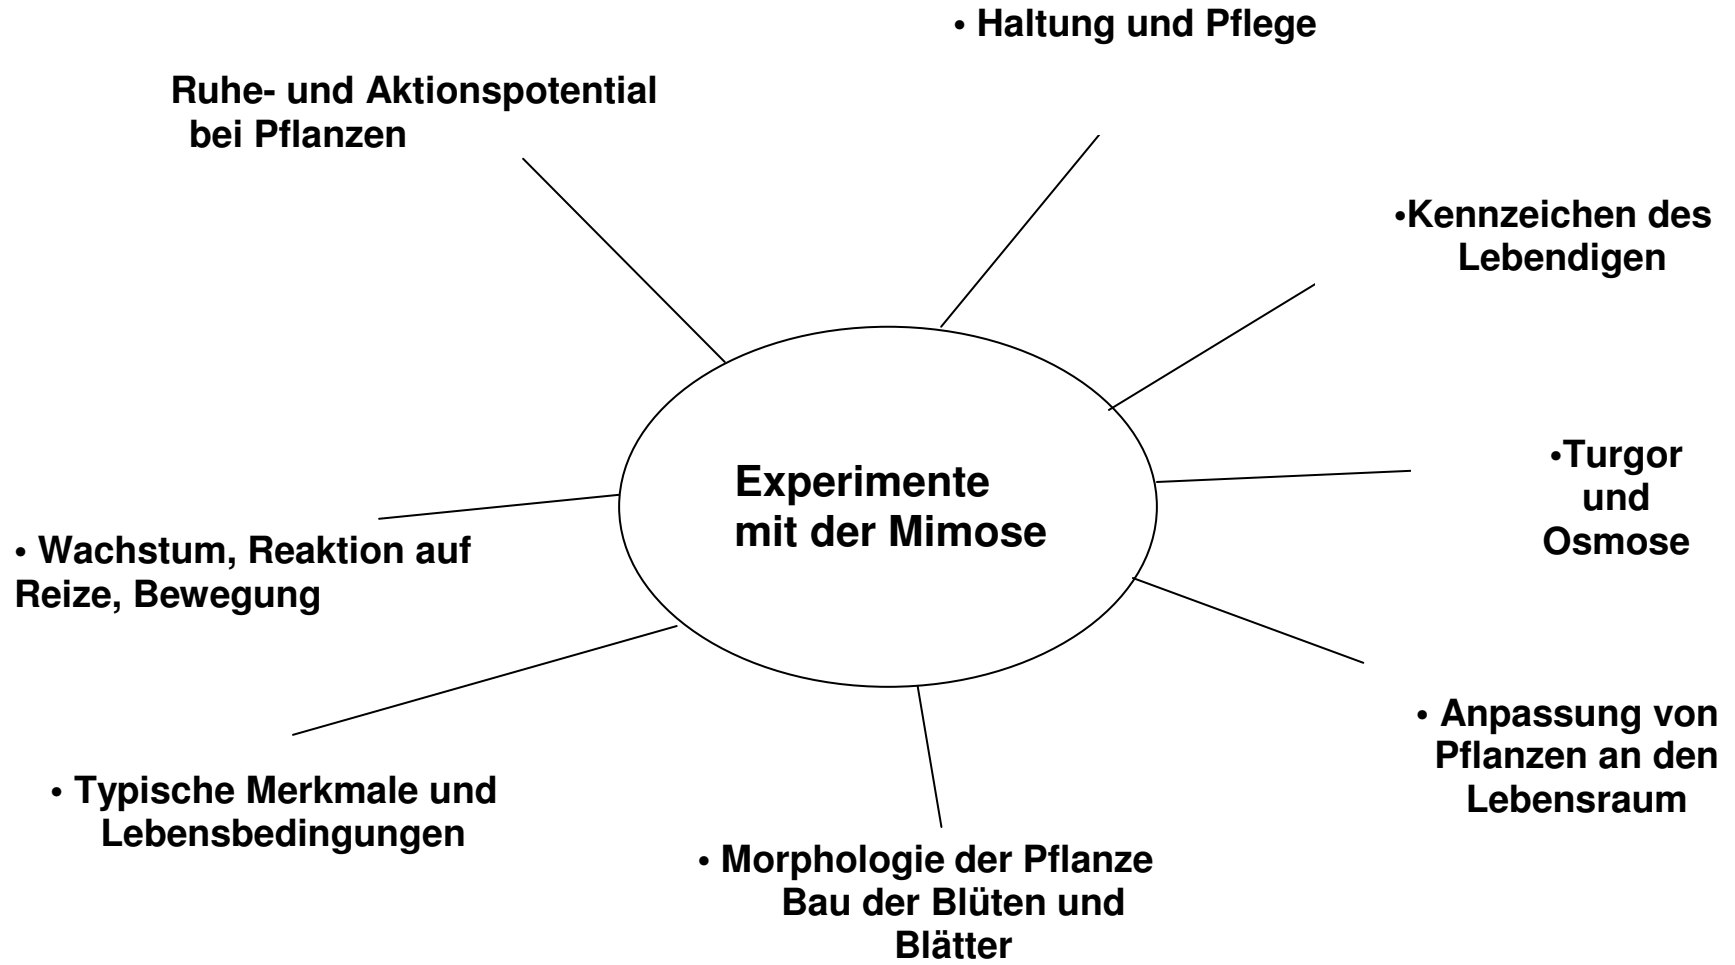 • Haltung und Pflege
Ruhe- und Aktionspotential
bei Pflanzen
•Kennzeichen des
Lebendigen
Experimente
mit der Mimose
•Turgor
und
Osmose
• Wachstum, Reaktion auf
Reize, Bewegung
• Anpassung von
Pflanzen an den
Lebensraum
• Typische Merkmale und
Lebensbedingungen
• Morphologie der Pflanze
Bau der Blüten und
Blätter